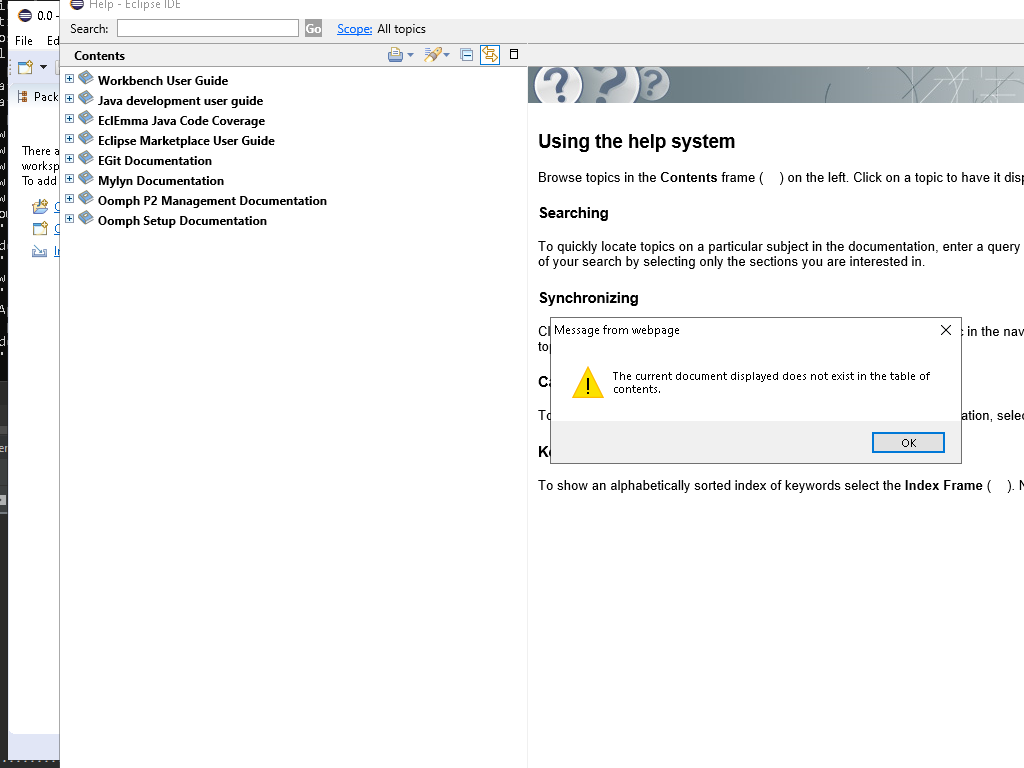 Help - Eclipse IDE
0.0 -
Search:
Go
Scope: All topics
File Ed
Contents
Pack
Workbench User Guide
Java development user guide
EclEmma Java Code Coverage
Eclipse Marketplace User Guide
EGit Documentation
Mylyn Documentation
Oomph P2 Management Documentation
Oomph Setup Documentation
There a
worksp
To add
Using the help system
Browse topics in the Contents frame ( ) on the left. Click on a topic to have it disp
Searching
To quickly locate topics on a particular subject in the documentation, enter a query
of your search by selecting only the sections you are interested in.
Synchronizing
Cl
in the nav
top
Ca
To
ation, selec
Ke
To show an alphabetically sorted index of keywords select the Index Frame ( ). N
Message from webpage
The current document displayed does not exist in the table of
contents.
OK